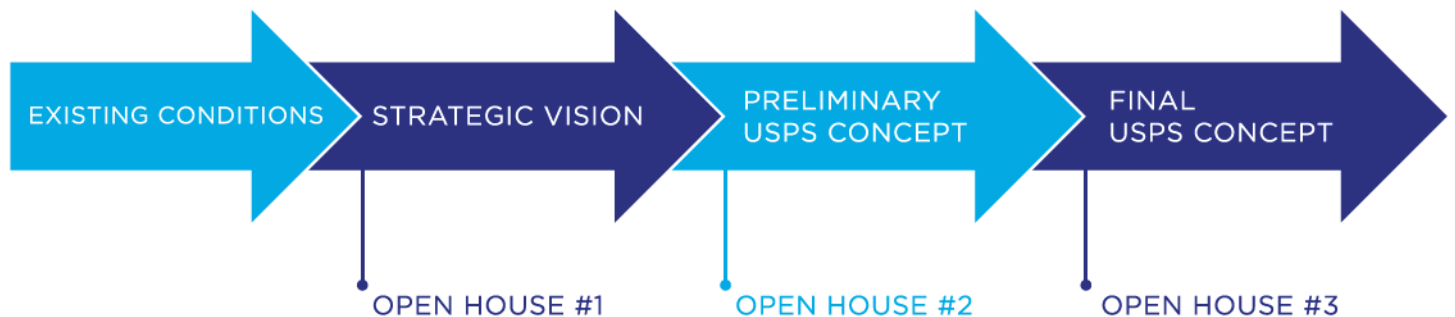 EXISTING CONDITIONS
STRATEGIC VISION
PRELIMINARY
USPS CONCEPT
FINAL
USPS CONCEPT
OPEN HOUSE #1
OPEN HOUSE #2
OPEN HOUSE #3